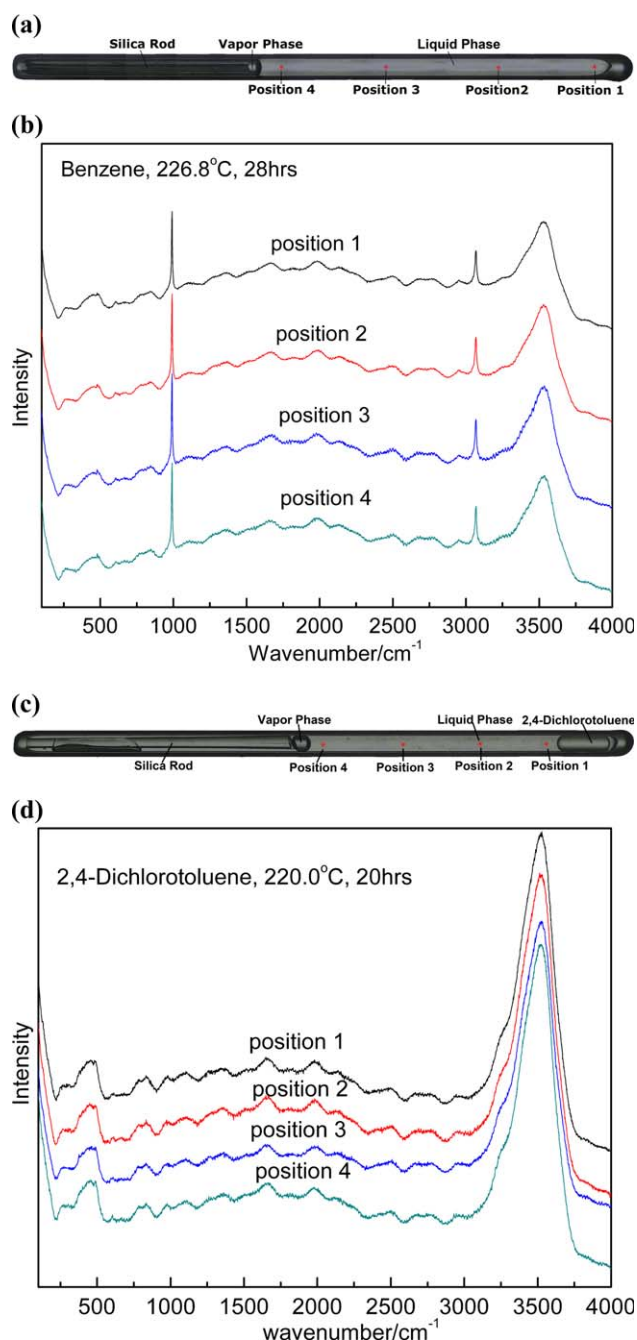 (a)
Silica Rod Vapor Phase Liquid Phase
Position 4 Position 3 Position2 Position 1
(b)
Benzene, 226.8°C, 28hrs
position 1
position 2
position 3
position 4
Intensity
500 1000 1500 2000 2500 3000 3500 4000
Wavenumber/cm-1
(c)
Vapor Phase Liquid Phase 2,4-Dichlorotoluene
Silica Rod Position 4 Position 3 Position 2 Position 1
(d)
2,4-Dichlorotoluene, 220.0°C, 20hrs
position 1
position 2
position 3
position 4
Intensity
500 1000 1500 2000 2500 3000 3500 4000
wavenumber/cm-1